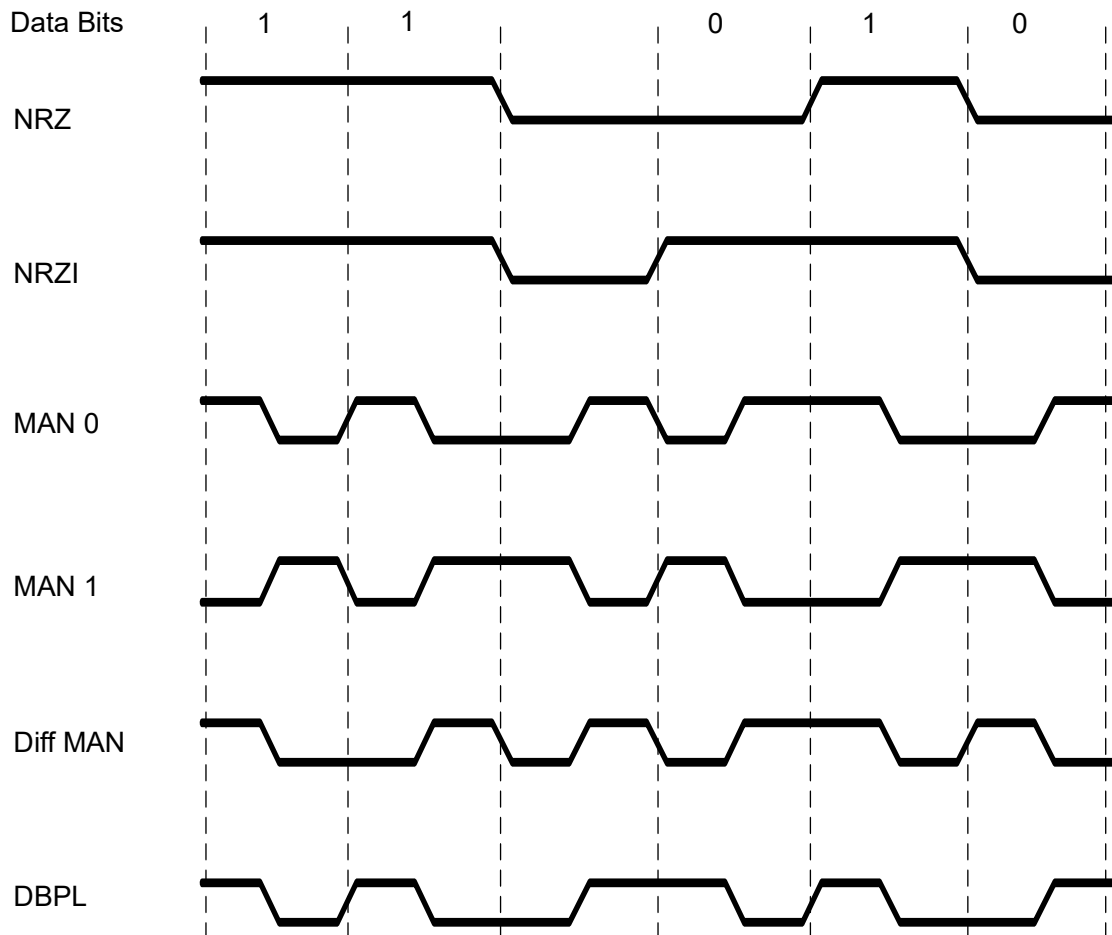 Data Bits 1 1 0 1 0
NRZ
NRZI
MAN 0
MAN 1
Diff MAN
DBPL